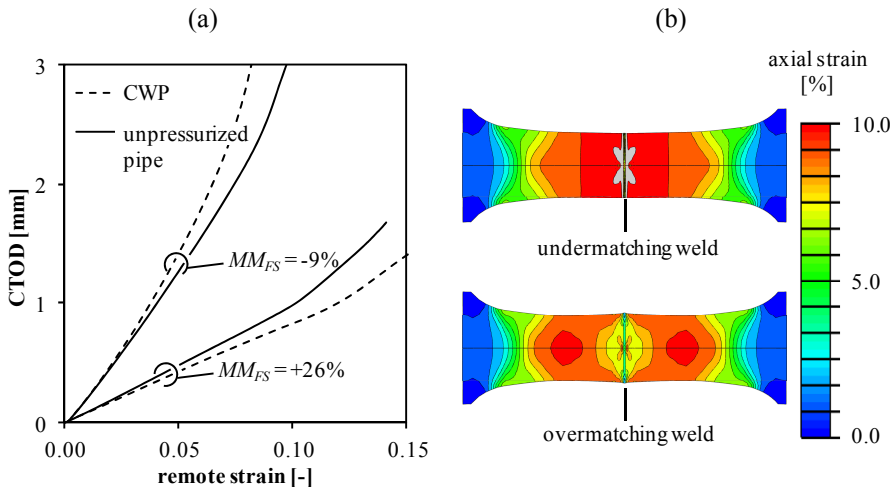 (a)
3
2
1
0
CTOD [mm]
CWP
unpressurized
pipe
MM_FS = -9%
MM_FS = +26%
0.00
0.05
0.10
0.15
remote strain [-]
(b)
axial strain
[%]
10.0
5.0
0.0
undermatching weld
overmatching weld